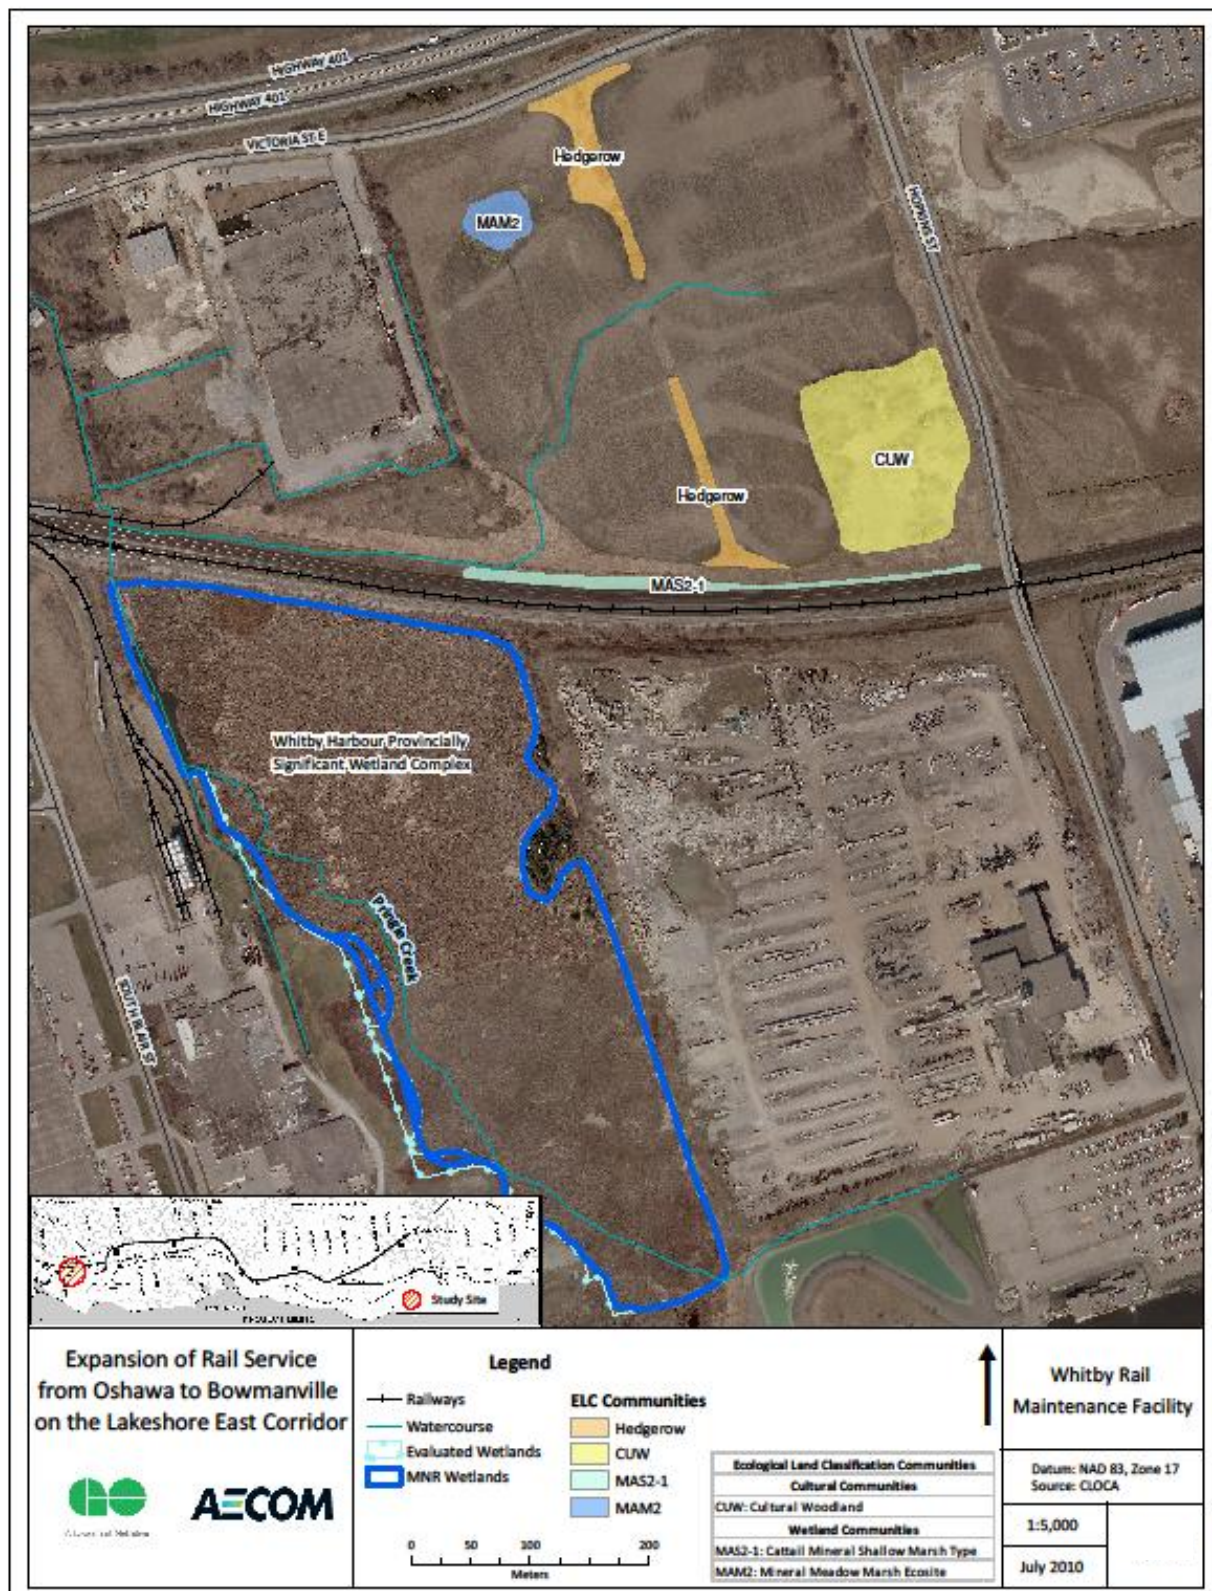 HIGHWAY 401
HIGHWAY 401
VICTORIA ST E
Hedgerow
MAM2
HOPKINS ST
CUW
Hedgerow
MAS2-1
Whitby Harbour Provincially
Significant Wetland Complex
Pringle Creek
SOUTH BLAIR ST
Study Site
Expansion of Rail Service
from Oshawa to Bowmanville
on the Lakeshore East Corridor
GO
AECOM
Legend
Railways
Watercourse
Evaluated Wetlands
MNR Wetlands
ELC Communities
Hedgerow
CUW
MAS2-1
MAM2
0 50 100 200
Meters
Ecological Land Classification Communities
Cultural Communities
CUW: Cultural Woodland
Wetland Communities
MAS2-1: Cattail Mineral Shallow Marsh Type
MAM2: Mineral Meadow Marsh Ecosite
Whitby Rail
Maintenance Facility
Datum: NAD 83, Zone 17
Source: CLOCA
1:5,000
July 2010